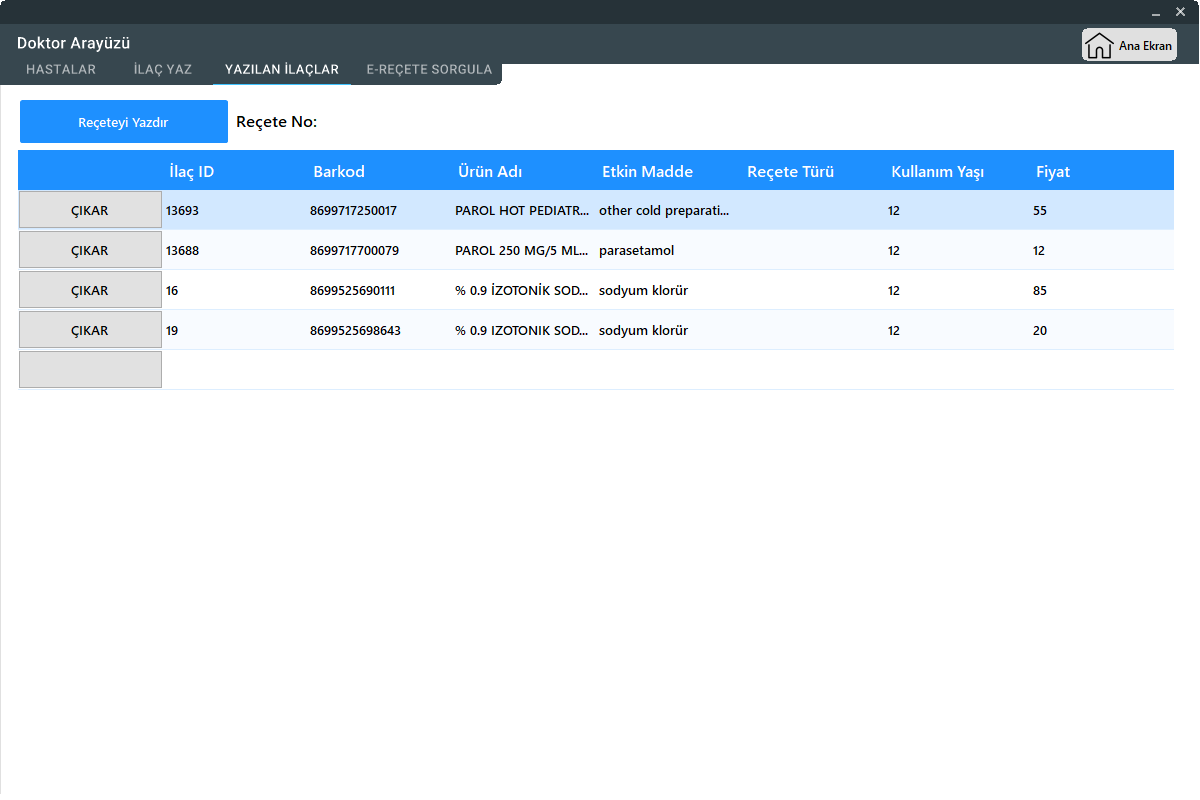 Doktor Arayüzü
Ana Ekran
HASTALAR İLAÇ YAZ YAZILAN İLAÇLAR E-REÇETE SORGULA
Reçeteyi Yazdır Reçete No:
İlaç ID Barkod Ürün Adı Etkin Madde Reçete Türü Kullanım Yaşı Fiyat
ÇIKAR 13693 8699717250017 PAROL HOT PEDIATR... other cold preparati... 12 55
ÇIKAR 13688 8699717700079 PAROL 250 MG/5 ML... parasetamol 12 12
ÇIKAR 16 8699525690111 % 0.9 İZOTONİK SOD... sodyum klorür 12 85
ÇIKAR 19 8699525698643 % 0.9 IZOTONIK SOD... sodyum klorür 12 20